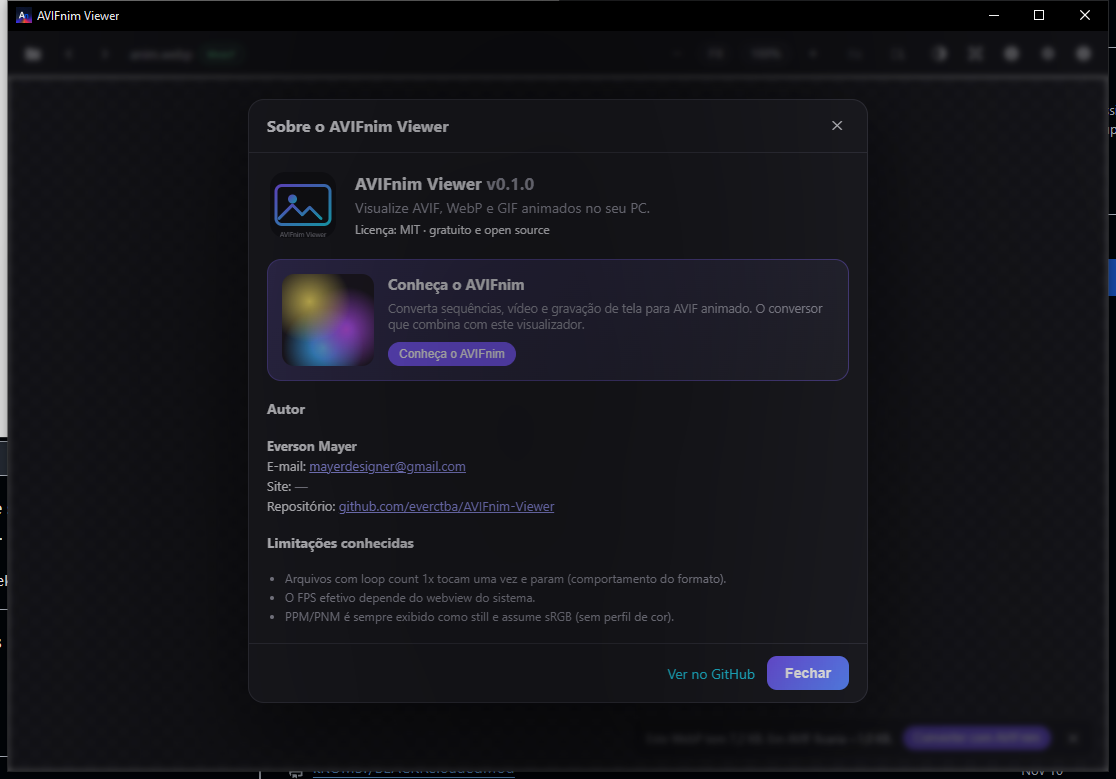 AVIFnim Viewer
Sobre o AVIFnim Viewer
AVIFnim Viewer v0.1.0
Visualize AVIF, WebP e GIF animados no seu PC.
Licença: MIT · gratuito e open source
AVIFnim Viewer
Conheça o AVIFnim
Converta sequências, vídeo e gravação de tela para AVIF animado. O conversor
que combina com este visualizador.
Conheça o AVIFnim
Autor
Everson Mayer
E-mail: mayerdesigner@gmail.com
Site: —
Repositório: github.com/everctba/AVIFnim-Viewer
Limitações conhecidas
• Arquivos com loop count 1x tocam uma vez e param (comportamento do formato).
• O FPS efetivo depende do webview do sistema.
• PPM/PNM é sempre exibido como still e assume sRGB (sem perfil de cor).
Ver no GitHub
Fechar